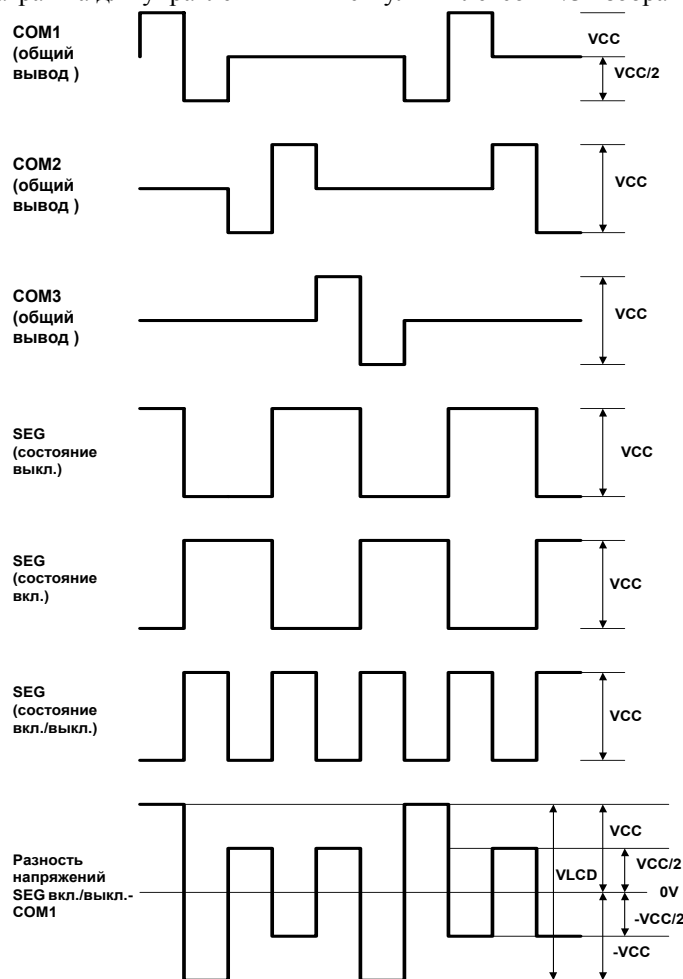 COM1
(общий
вывод )
VCC
VCC/2
COM2
(общий
вывод )
VCC
COM3
(общий
вывод )
VCC
SEG
(состояние
выкл.)
VCC
SEG
(состояние
вкл.)
VCC
SEG
(состояние
вкл./выкл.)
VCC
Разность
напряжений
SEG вкл./выкл.-
COM1
VLCD
VCC
VCC/2
0V
-VCC/2
-VCC